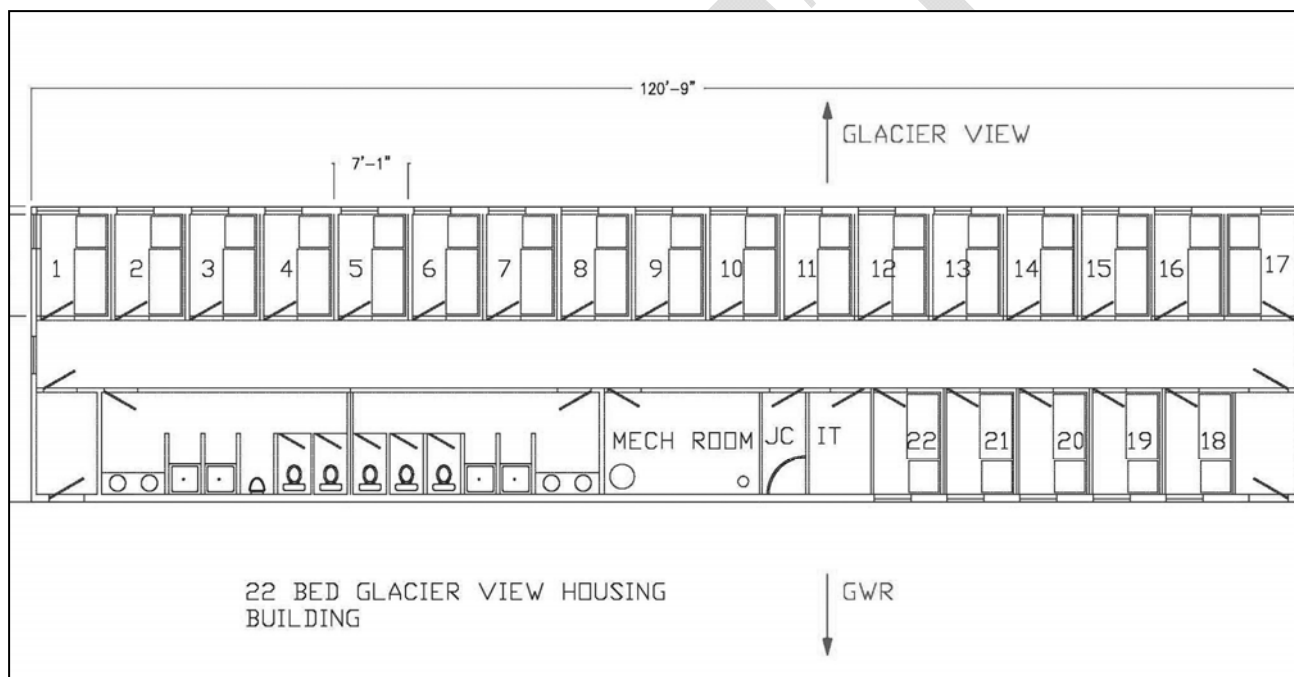 120'-9"
GLACIER VIEW
7'-1"
1 2 3 4 5 6 7 8 9 10 11 12 13 14 15 16 17
MECH ROOM JC IT 22 21 20 19 18
22 BED GLACIER VIEW HOUSING
BUILDING
GWR